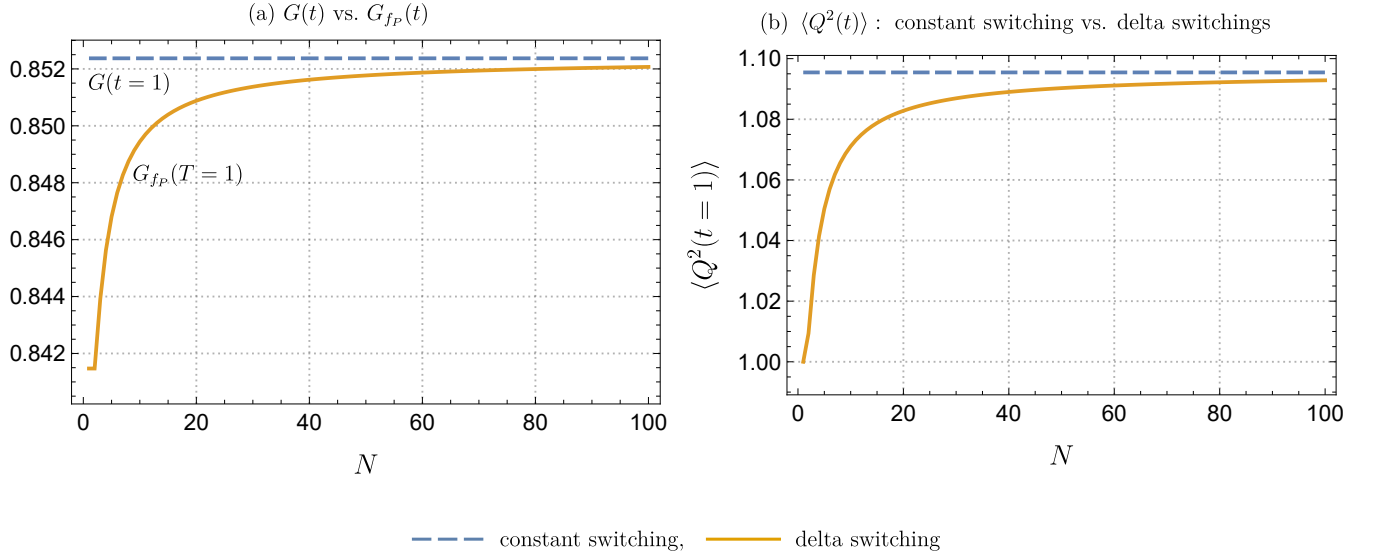 (a) G(t) vs. G_{f_P}(t)
0.852
0.850
0.848
0.846
0.844
0.842
G(t = 1)
G_{f_P}(T = 1)
0 20 40 60 80 100
N
(b) ⟨Q²(t)⟩ : constant switching vs. delta switchings
⟨Q²(t = 1)⟩
1.10
1.08
1.06
1.04
1.02
1.00
0 20 40 60 80 100
N
constant switching, delta switching